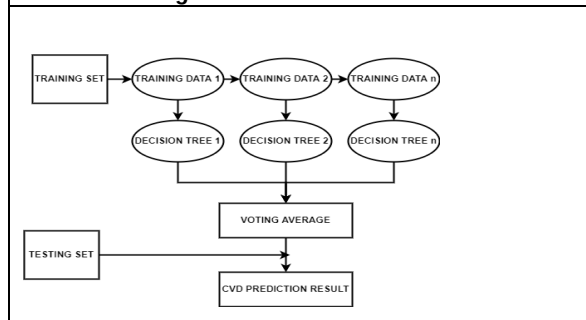 TRAINING SET
TRAINING DATA 1
TRAINING DATA 2
TRAINING DATA n
DECISION TREE 1
DECISION TREE 2
DECISION TREE n
VOTING AVERAGE
TESTING SET
CVD PREDICTION RESULT